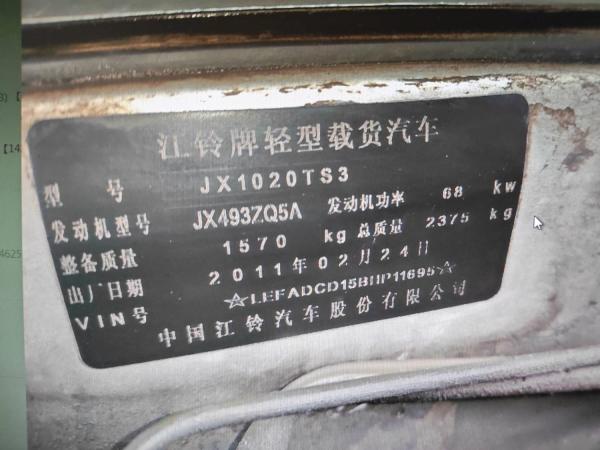 江铃牌轻型载货汽车
型 号 JX1020TS3
发动机型号 JX493ZQ5A 发动机功率 68 kw
整备质量 1570 kg 总质量 2375 kg
出厂日期 2011年02月24日
VIN号 ☆LEFADCD15BHP11695☆
中国江铃汽车股份有限公司
4625